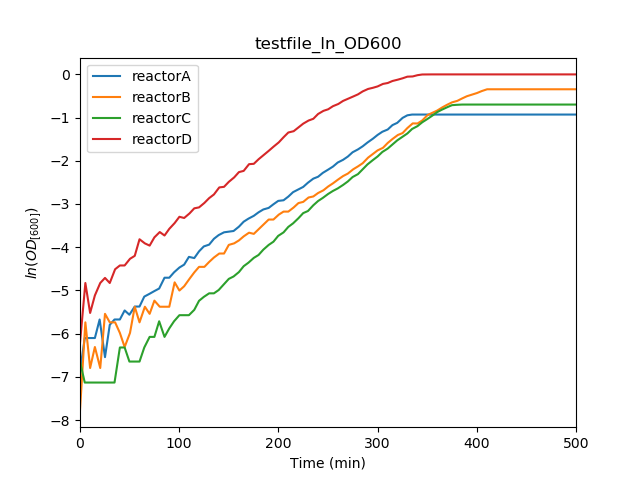 testfile_ln_OD600
reactorA
reactorB
reactorC
reactorD
ln(OD[600])
0
−1
−2
−3
−4
−5
−6
−7
−8
0 100 200 300 400 500
Time (min)